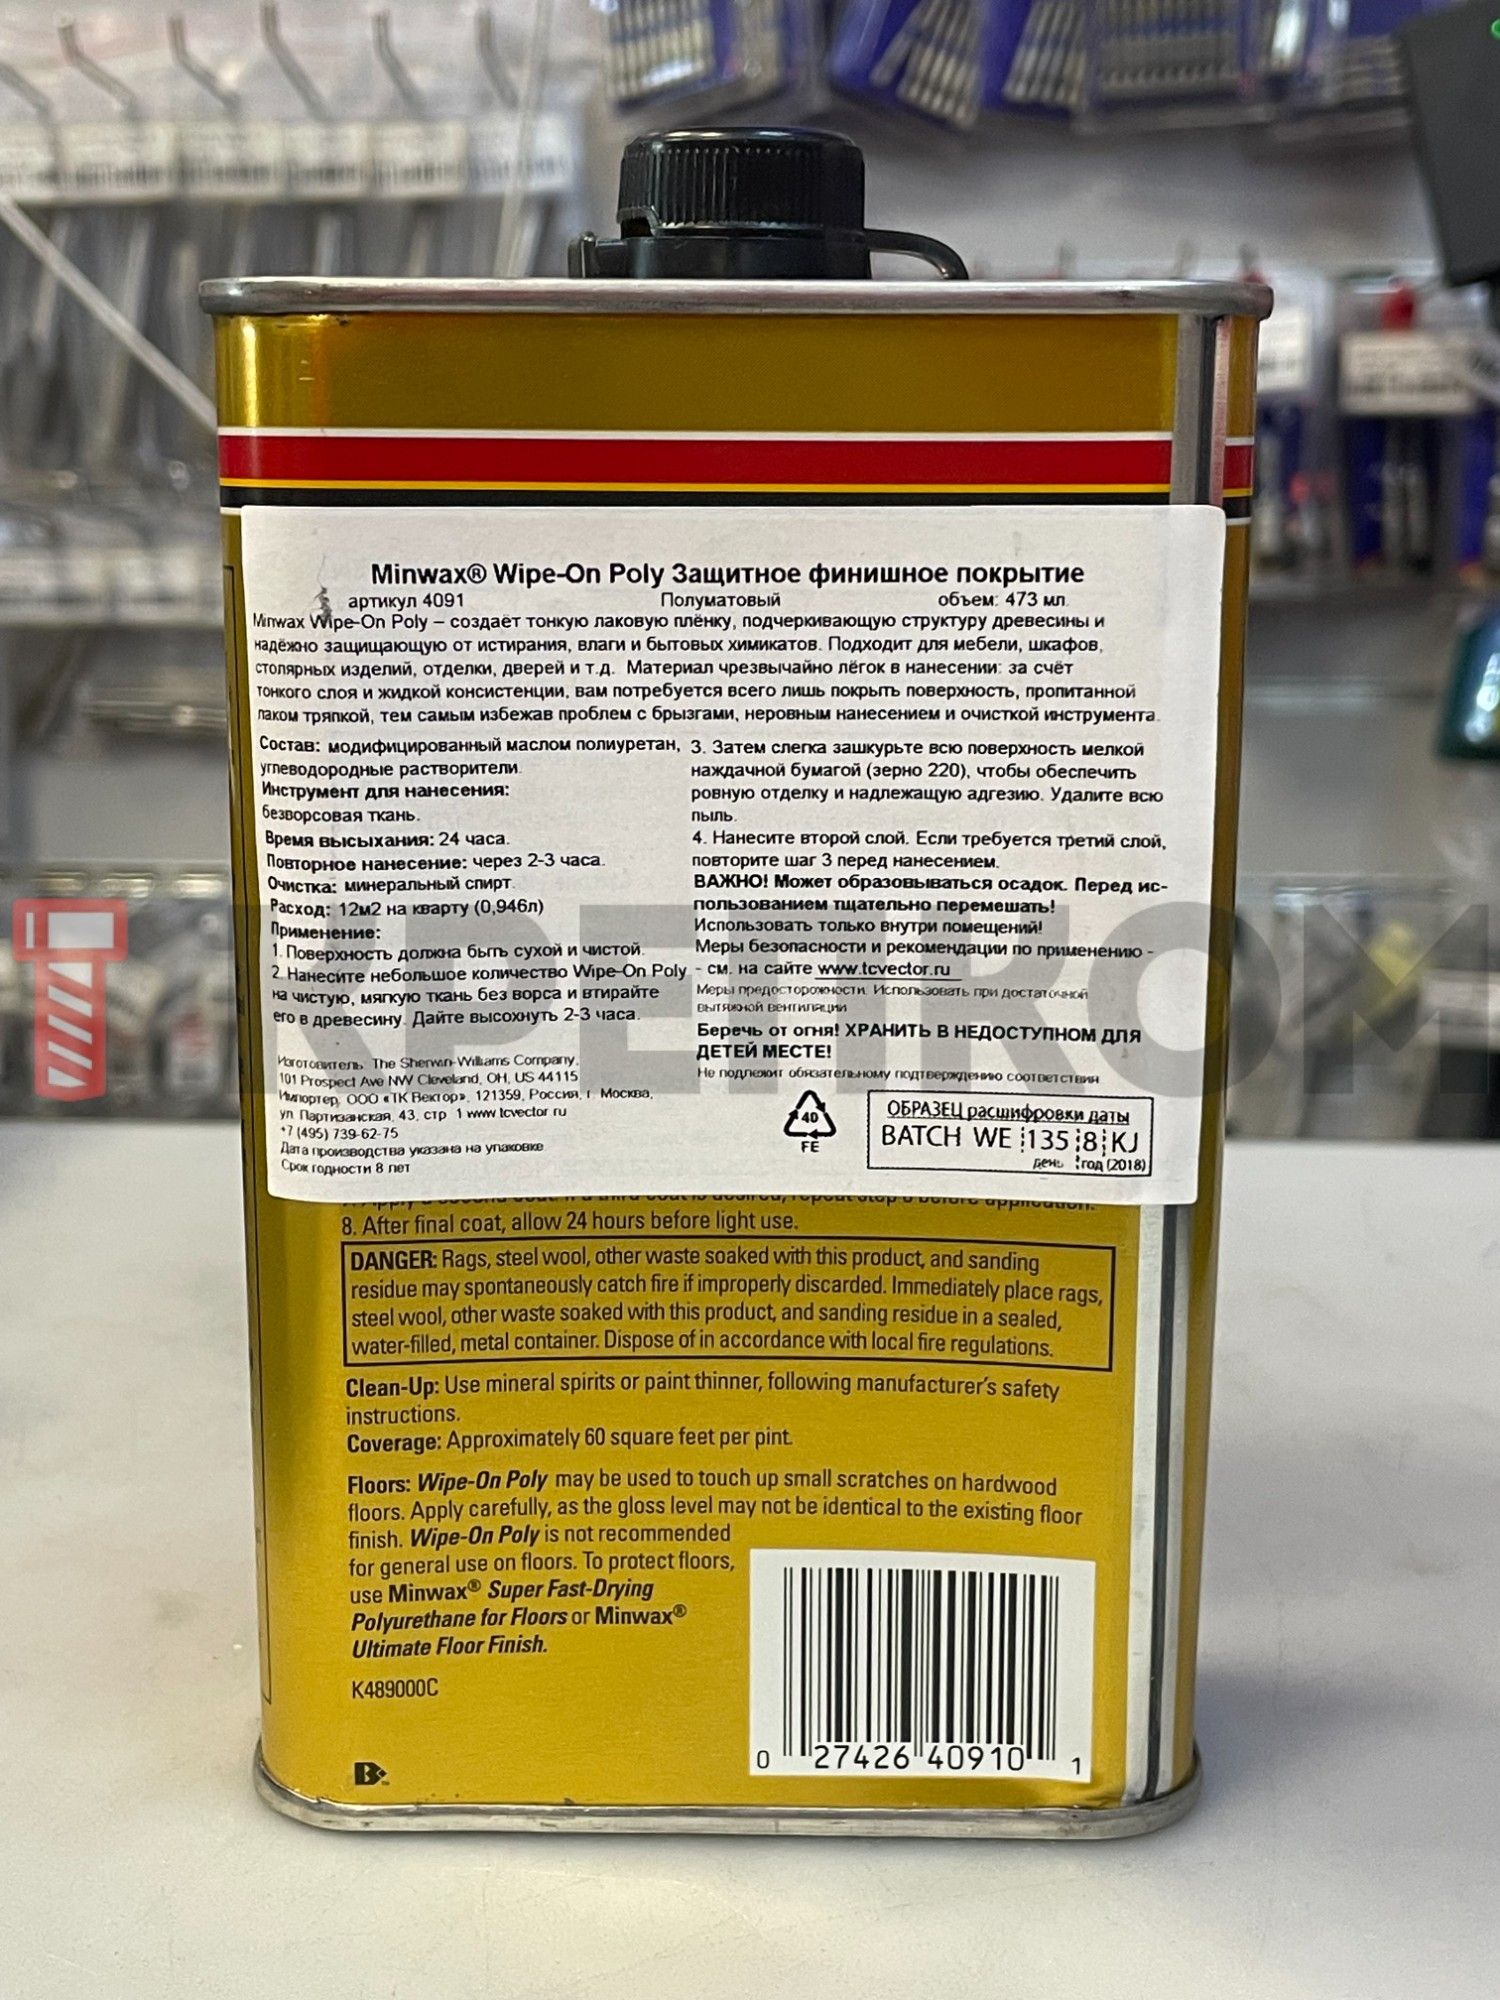 Minwax® Wipe-On Poly Защитное финишное покрытие
артикул 4091 Полуматовый объем: 473 мл.
Minwax Wipe-On Poly – создаёт тонкую лаковую плёнку, подчеркивающую структуру древесины и
надёжно защищающую от истирания, влаги и бытовых химикатов. Подходит для мебели, шкафов,
столярных изделий, отделки, дверей и т.д. Материал чрезвычайно лёгок в нанесении: за счёт
тонкого слоя и жидкой консистенции, вам потребуется всего лишь покрыть поверхность, пропитанной
лаком тряпкой, тем самым избежав проблем с брызгами, неровным нанесением и очисткой инструмента.
Состав: модифицированный маслом полиуретан,
углеводородные растворители.
Инструмент для нанесения:
безворсовая ткань.
Время высыхания: 24 часа.
Повторное нанесение: через 2-3 часа.
Очистка: минеральный спирт.
Расход: 12м2 на кварту (0,946л)
Применение:
1. Поверхность должна быть сухой и чистой.
2. Нанесите небольшое количество Wipe-On Poly
на чистую, мягкую ткань без ворса и втирайте
его в древесину. Дайте высохнуть 2-3 часа.
3. Затем слегка зашкурьте всю поверхность мелкой
наждачной бумагой (зерно 220), чтобы обеспечить
ровную отделку и надлежащую адгезию. Удалите всю
пыль.
4. Нанесите второй слой. Если требуется третий слой,
повторите шаг 3 перед нанесением.
ВАЖНО! Может образовываться осадок. Перед ис-
пользованием тщательно перемешать!
Использовать только внутри помещений!
Меры безопасности и рекомендации по применению -
- см. на сайте www.tcvector.ru
Меры предосторожности: Использовать при достаточной
вытяжной вентиляции
Беречь от огня! ХРАНИТЬ В НЕДОСТУПНОМ ДЛЯ
ДЕТЕЙ МЕСТЕ!
Не подлежит обязательному подтверждению соответствия
Изготовитель: The Sherwin-Williams Company,
101 Prospect Ave NW Cleveland, OH, US 44115
Импортер: ООО «ТК Вектор», 121359, Россия, г. Москва,
ул. Партизанская, 43, стр. 1 www.tcvector.ru
+7 (495) 739-62-75
Дата производства указана на упаковке
Срок годности 8 лет
40
FE
ОБРАЗЕЦ расшифровки даты
BATCH WE 135 8 KJ
день год (2018)
КРЕПКОМ
8. After final coat, allow 24 hours before light use.
DANGER: Rags, steel wool, other waste soaked with this product, and sanding
residue may spontaneously catch fire if improperly discarded. Immediately place rags,
steel wool, other waste soaked with this product, and sanding residue in a sealed,
water-filled, metal container. Dispose of in accordance with local fire regulations.
Clean-Up: Use mineral spirits or paint thinner, following manufacturer's safety
instructions.
Coverage: Approximately 60 square feet per pint.
Floors: Wipe-On Poly may be used to touch up small scratches on hardwood
floors. Apply carefully, as the gloss level may not be identical to the existing floor
finish. Wipe-On Poly is not recommended
for general use on floors. To protect floors,
use Minwax® Super Fast-Drying
Polyurethane for Floors or Minwax®
Ultimate Floor Finish.
K489000C
0 27426 40910 1